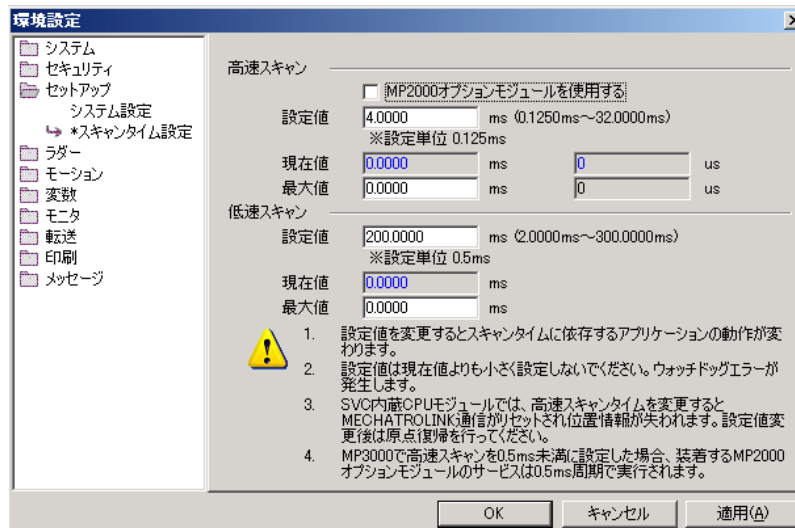 環境設定
システム
セキュリティ
セットアップ
システム設定
*スキャンタイム設定
ラダー
モーション
変数
モニタ
転送
印刷
メッセージ
高速スキャン
MP2000オプションモジュールを使用する
設定値 4.0000 ms (0.1250ms～32.0000ms)
※設定単位 0.125ms
現在値 0.0000 ms 0 us
最大値 0.0000 ms 0 us
低速スキャン
設定値 200.0000 ms (2.0000ms～300.0000ms)
※設定単位 0.5ms
現在値 0.0000 ms
最大値 0.0000 ms
1. 設定値を変更するとスキャンタイムに依存するアプリケーションの動作が変
わります。
2. 設定値は現在値よりも小さく設定しないでください。ウォッチドッグエラーが
発生します。
3. SVC内蔵CPUモジュールでは、高速スキャンタイムを変更すると
MECHATROLINK通信がリセットされ位置情報が失われます。設定値変
更後は原点復帰を行ってください。
4. MP3000で高速スキャンを0.5ms未満に設定した場合、装着するMP2000
オプションモジュールのサービスは0.5ms周期で実行されます。
OK キャンセル 適用(A)